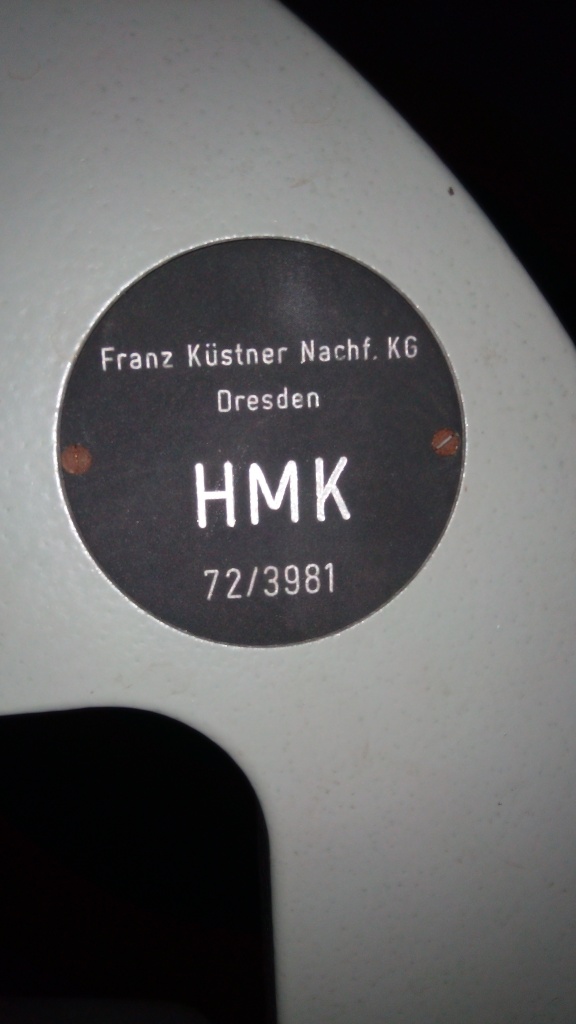 Franz Küstner Nachf. KG
Dresden
HMK
72/3981